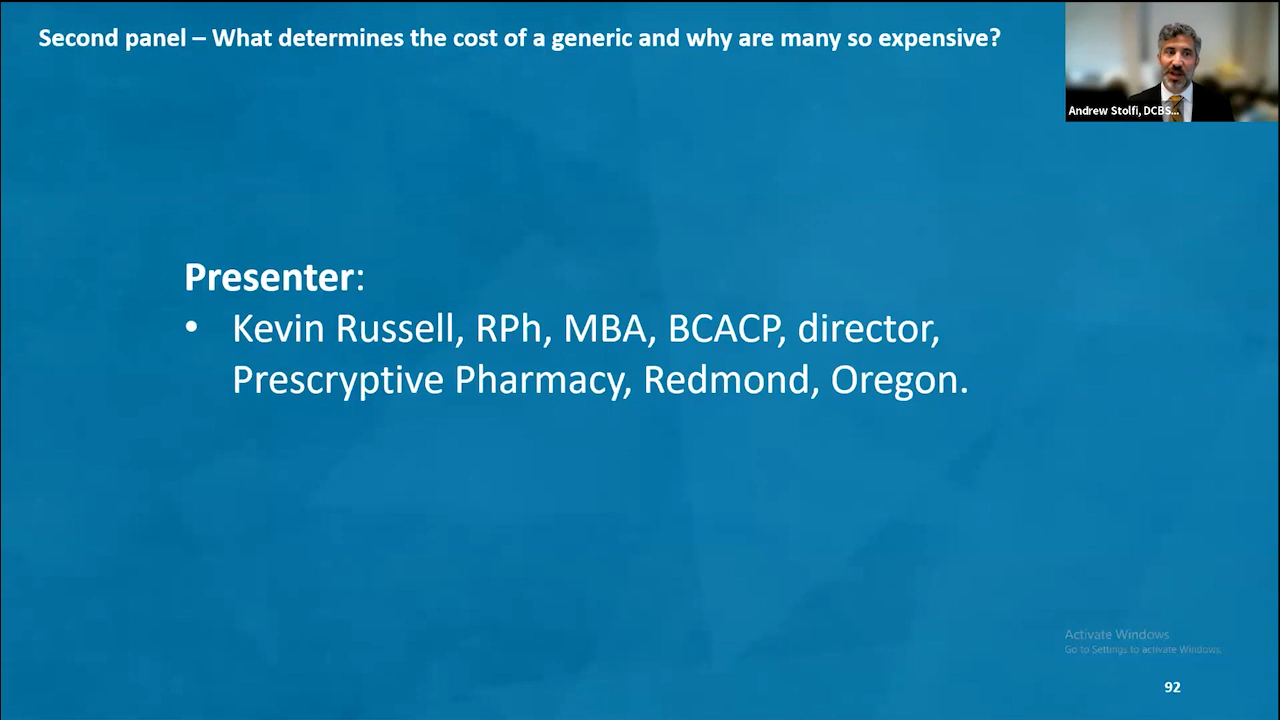 Second panel – What determines the cost of a generic and why are many so expensive?
Andrew Stolfi, DCBS...
Presenter:
• Kevin Russell, RPh, MBA, BCACP, director,
Prescryptive Pharmacy, Redmond, Oregon.
Activate Windows
Go to Settings to activate Windows.
92